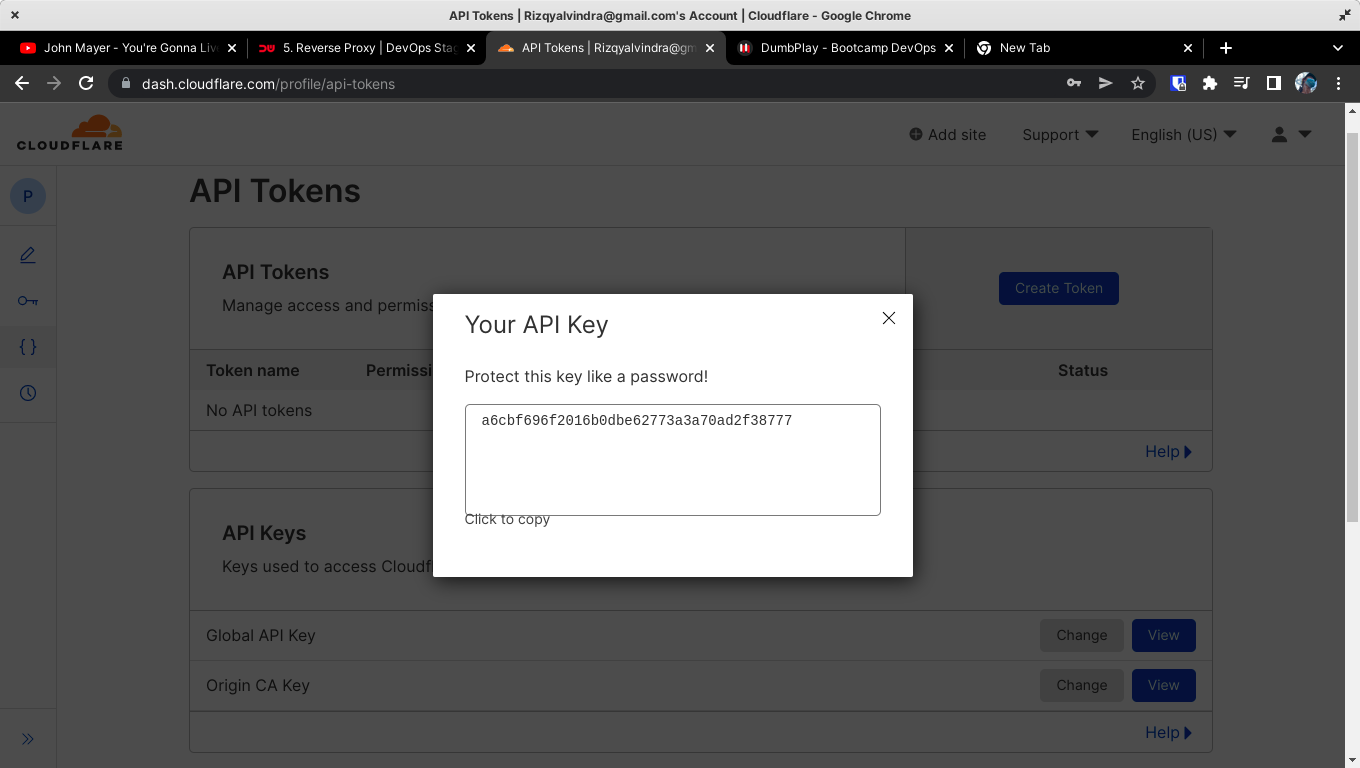 API Tokens | Rizqyalvindra@gmail.com's Account | Cloudflare - Google Chrome
John Mayer - You're Gonna Liv
5. Reverse Proxy | DevOps Stag
API Tokens | Rizqyalvindra@gm
DumbPlay - Bootcamp DevOps
New Tab
dash.cloudflare.com/profile/api-tokens
CLOUDFLARE
Add site
Support
English (US)
P
API Tokens
API Tokens
Manage access and permiss
Create Token
Token name
Permissi
Status
No API tokens
Help
Your API Key
Protect this key like a password!
a6cbf696f2016b0dbe62773a3a70ad2f38777
Click to copy
API Keys
Keys used to access Cloudf
Global API Key
Change
View
Origin CA Key
Change
View
Help